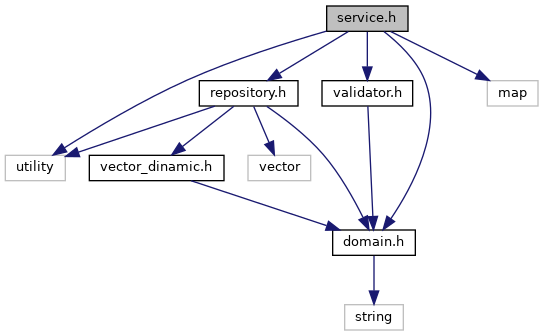 service.h
repository.h
validator.h
map
utility
vector_dinamic.h
vector
domain.h
string